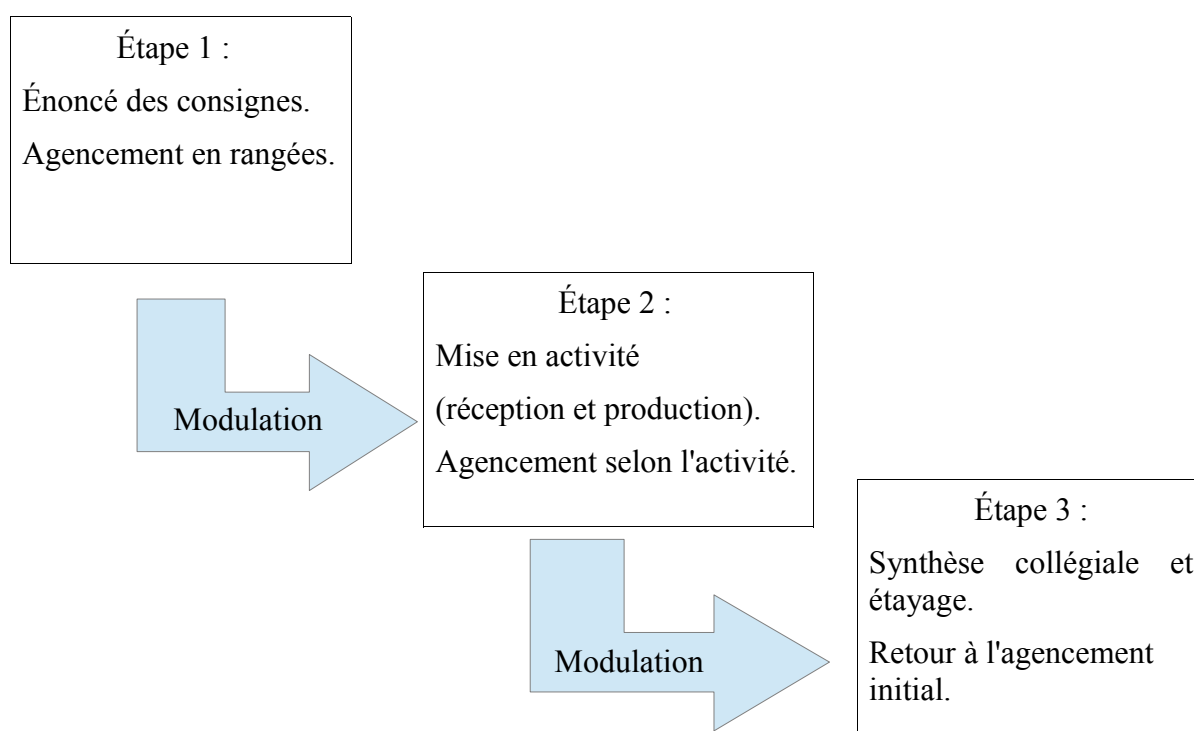 Étape 1 :
Énoncé des consignes.
Agencement en rangées.
Modulation
Étape 2 :
Mise en activité
(réception et production).
Agencement selon l'activité.
Modulation
Étape 3 :
Synthèse collégiale et
étayage.
Retour à l'agencement
initial.